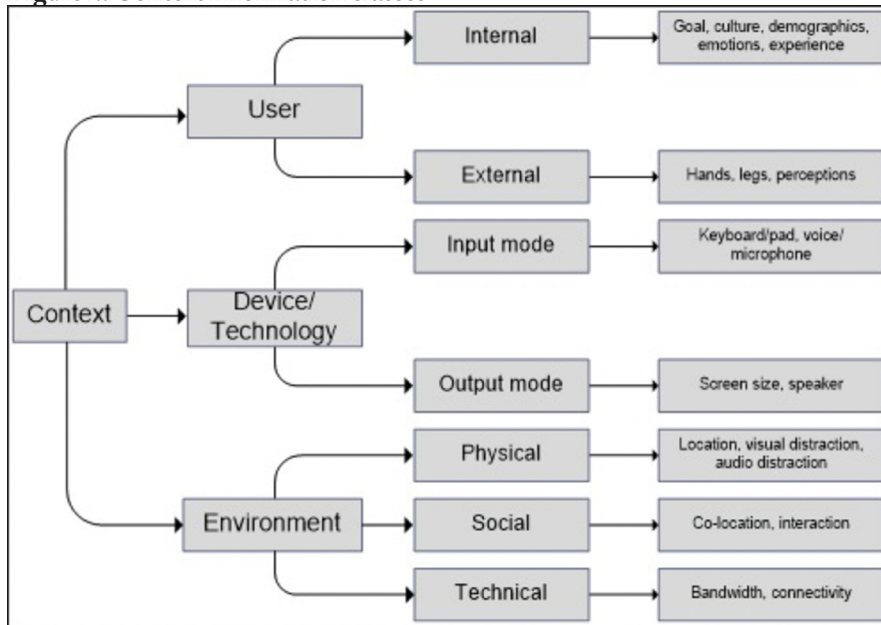 Internal
Goal, culture, demographics,
emotions, experience
User
External
Hands, legs, perceptions
Input mode
Keyboard/pad, voice/
microphone
Context
Device/
Technology
Output mode
Screen size, speaker
Physical
Location, visual distraction,
audio distraction
Environment
Social
Co-location, interaction
Technical
Bandwidth, connectivity